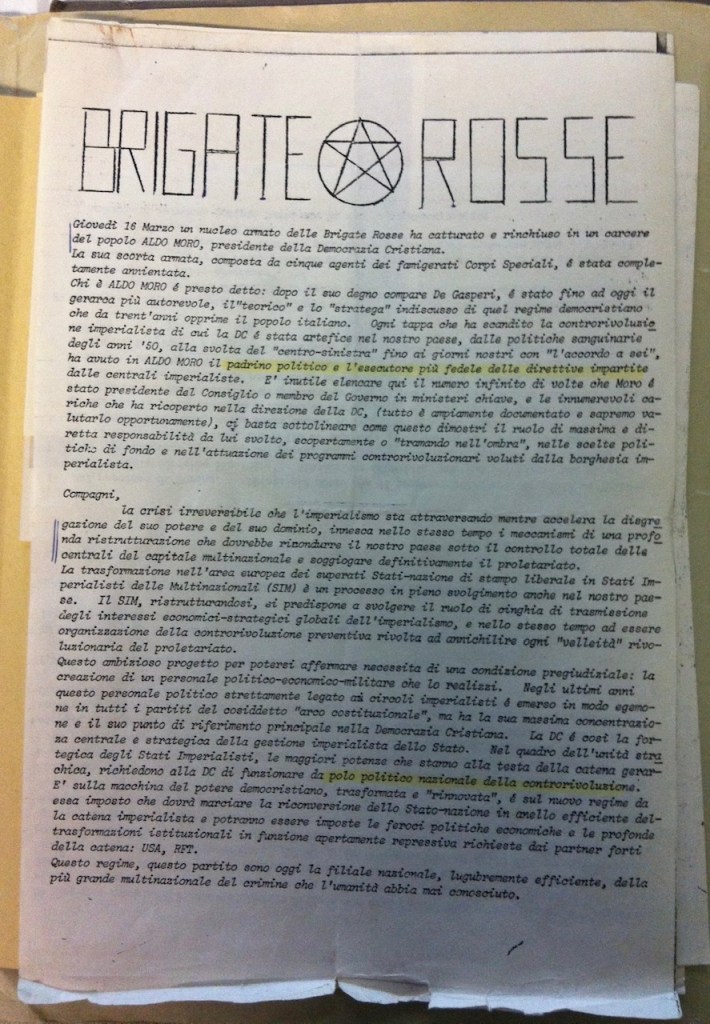 BRIGATE ROSSE
Giovedì 16 Marzo un nucleo armato delle Brigate Rosse ha catturato e rinchiuso in un carcere
del popolo ALDO MORO, presidente della Democrazia Cristiana.
La sua scorta armata, composta da cinque agenti dei famigerati Corpi Speciali, é stata comple-
tamente annientata.
Chi é ALDO MORO é presto detto: dopo il suo degno compare De Gasperi, é stato fino ad oggi il
gerarca più autorevole, il"teorico" e lo "stratega" indiscusso di quel regime democristiano
che da trent'anni opprime il popolo italiano. Ogni tappa che ha scandito la controrivoluzio
ne imperialista di cui la DC é stata artefice nel nostro paese, dalle politiche sanguinarie
degli anni '50, alla svolta del "centro-sinistra" fino ai giorni nostri con "l'accordo a sei",
ha avuto in ALDO MORO il padrino politico e l'esecutore più fedele delle direttive impartite
dalle centrali imperialiste. E' inutile elencare qui il numero infinito di volte che Moro é
stato presidente del Consiglio o membro del Governo in ministeri chiave, e le innumerevoli ca-
riche che ha ricoperto nella direzione della DC, (tutto é ampiamente documentato e sapremo va-
lutarlo opportunamente), ci basta sottolineare come questo dimostri il ruolo di massima e di-
retta responsabilità da lui svolto, scopertamente o "tramando nell'ombra", nelle scelte poli-
tiche di fondo e nell'attuazione dei programmi controrivoluzionari voluti dalla borghesia im-
perialista.
Compagni,
la crisi irreversibile che l'imperialismo sta attraversando mentre accelera la disgre
gazione del suo potere e del suo dominio, innesca nello stesso tempo i meccanismi di una profo
nda ristrutturazione che dovrebbe ricondurre il nostro paese sotto il controllo totale delle
centrali del capitale multinazionale e soggiogare definitivamente il proletariato.
La trasformazione nell'area europea dei superati Stati-nazione di stampo liberale in Stati Im-
perialisti delle Multinazionali (SIM) é un processo in pieno svolgimento anche nel nostro pae-
se. Il SIM, ristrutturandosi, si predispone a svolgere il ruolo di cinghia di trasmissione
degli interessi economici-strategici globali dell'imperialismo, e nello stesso tempo ad essere
organizzazione della controrivoluzione preventiva rivolta ad annichilire ogni "velleità" rivo-
luzionaria del proletariato.
Questo ambizioso progetto per potersi affermare necessita di una condizione pregiudiziale: la
creazione di un personale politico-economico-militare che lo realizzi. Negli ultimi anni
questo personale politico strettamente legato ai circoli imperialisti é emerso in modo egemo-
ne in tutti i partiti del cosiddetto "arco costituzionale", ma ha la sua massima concentrazio-
ne e il suo punto di riferimento principale nella Democrazia Cristiana. La DC é così la for-
za centrale e strategica della gestione imperialista dello Stato. Nel quadro dell'unità stra
tegica degli Stati Imperialisti, le maggiori potenze che stanno alla testa della catena gerar-
chica, richiedono alla DC di funzionare da polo politico nazionale della controrivoluzione.
E' sulla macchina del potere democristiano, trasformata e "rinnovata", é sul nuovo regime da
essa imposto che dovrà marciare la riconversione dello Stato-nazione in anello efficiente del-
la catena imperialista e potranno essere imposte le feroci politiche economiche e le profonde
trasformazioni istituzionali in funzione apertamente repressiva richieste dai partner forti
della catena: USA, RFT.
Questo regime, questo partito sono oggi la filiale nazionale, lugubremente efficiente, della
più grande multinazionale del crimine che l'umanità abbia mai conosciuto.